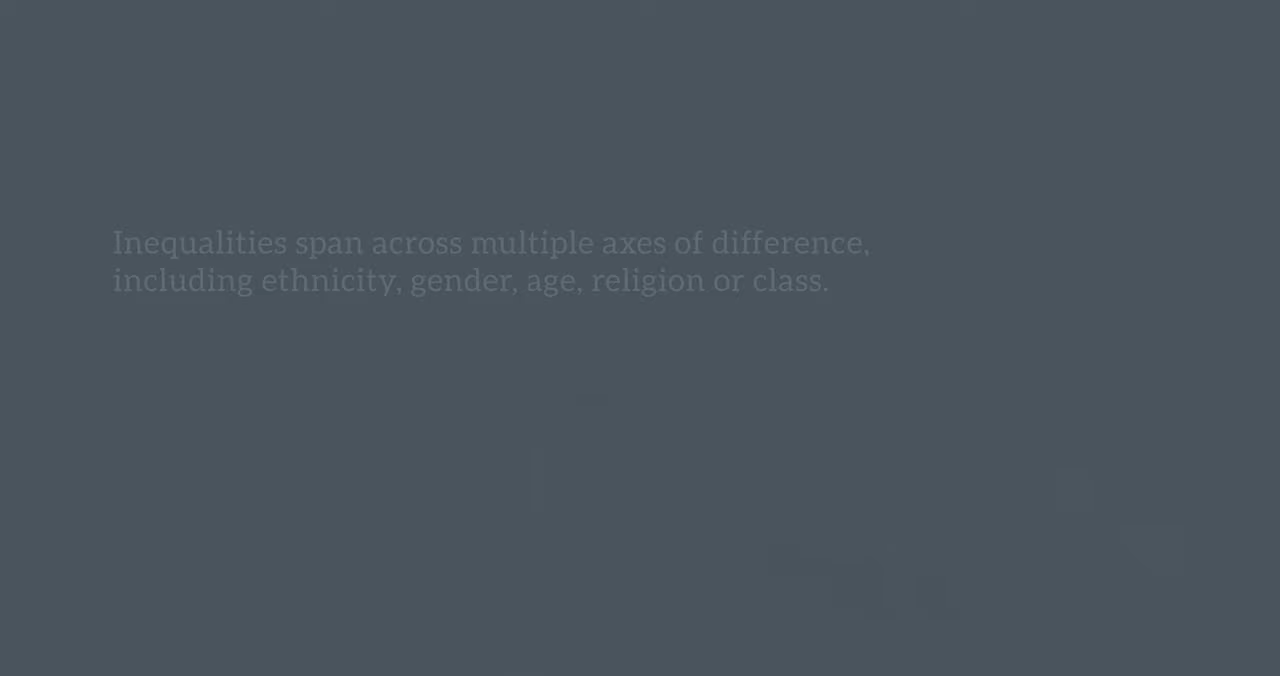 Inequalities span across multiple axes of difference,
including ethnicity, gender, age, religion or class.